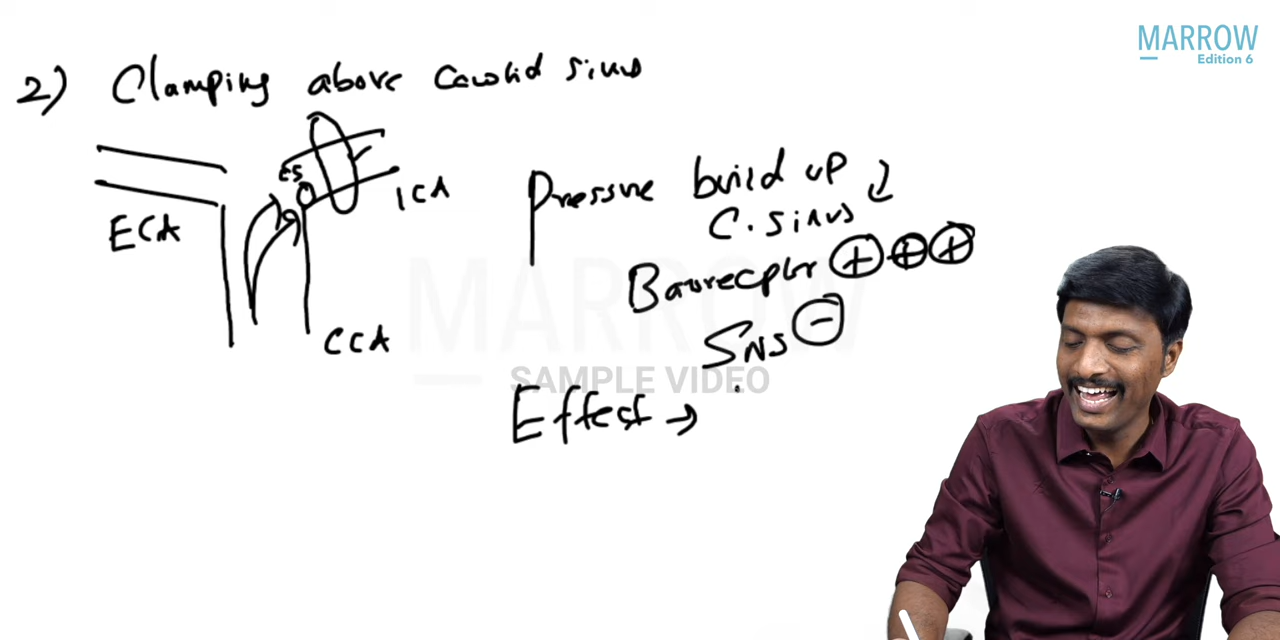 MARROW
Edition 6
2) Clamping above Carotid sinus
CS
ECA
ICA
CCA
Pressure build up
C. sinus
Baroreceptor + + +
SNS -
MARROW
SAMPLE VIDEO
Effect →